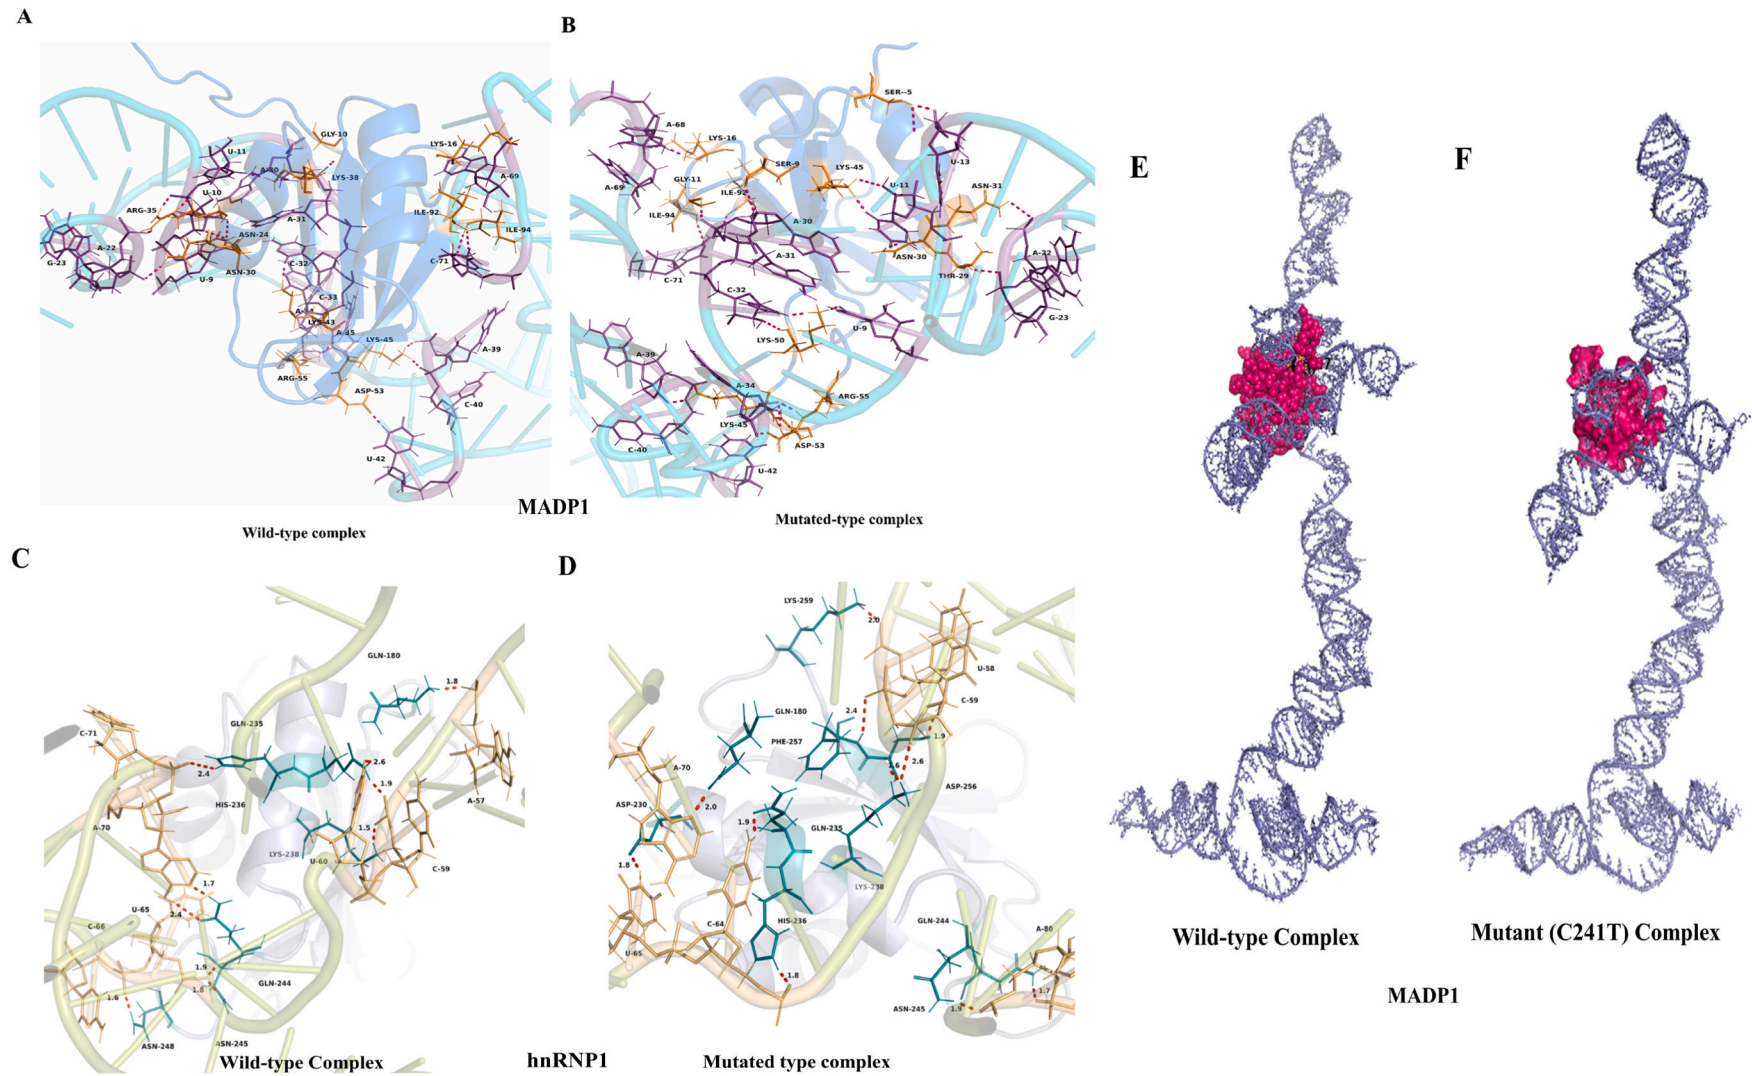 A
B
GLY-10
U-11
A-30
LYS-38
LYS-16
A-69
U-10
ARG-35
A-31
ILE-92
ASN-24
ILE-94
A-22
G-23
C-71
C-32
ASN-30
U-9
C-33
LYS-43
A-35
LYS-45
A-39
ARG-55
ASP-53
C-40
U-42
Wild-type complex
SER--5
A-68
LYS-16
U-13
SER-9
LYS-45
U-11
A-69
GLY-11
ILE-92
ASN-31
ILE-94
A-30
A-31
ASN-30
A-22
THR-29
C-71
C-32
G-23
U-9
LYS-50
A-39
A-34
ARG-55
LYS-45
ASP-53
C-40
U-42
MADP1
Mutated-type complex
C
D
GLN-180
1.8
GLN-235
C-71
2.4
2.6
1.9
HIS-236
A-57
A-70
1.5
LYS-238
U-60
C-59
1.7
U-65
2.4
C-66
1.9
GLN-244
1.8
1.6
ASN-248
ASN-245
Wild-type Complex
LYS-259
2.0
U-58
C-59
GLN-180
2.4
1.9
PHE-257
2.6
A-70
ASP-256
ASP-230
2.0
1.9
GLN-235
1.8
LYS-238
C-64
HIS-236
GLN-244
A-80
U-65
1.8
1.7
ASN-245
1.9
hnRNP1
Mutated type complex
E
F
Wild-type Complex
Mutant (C241T) Complex
MADP1